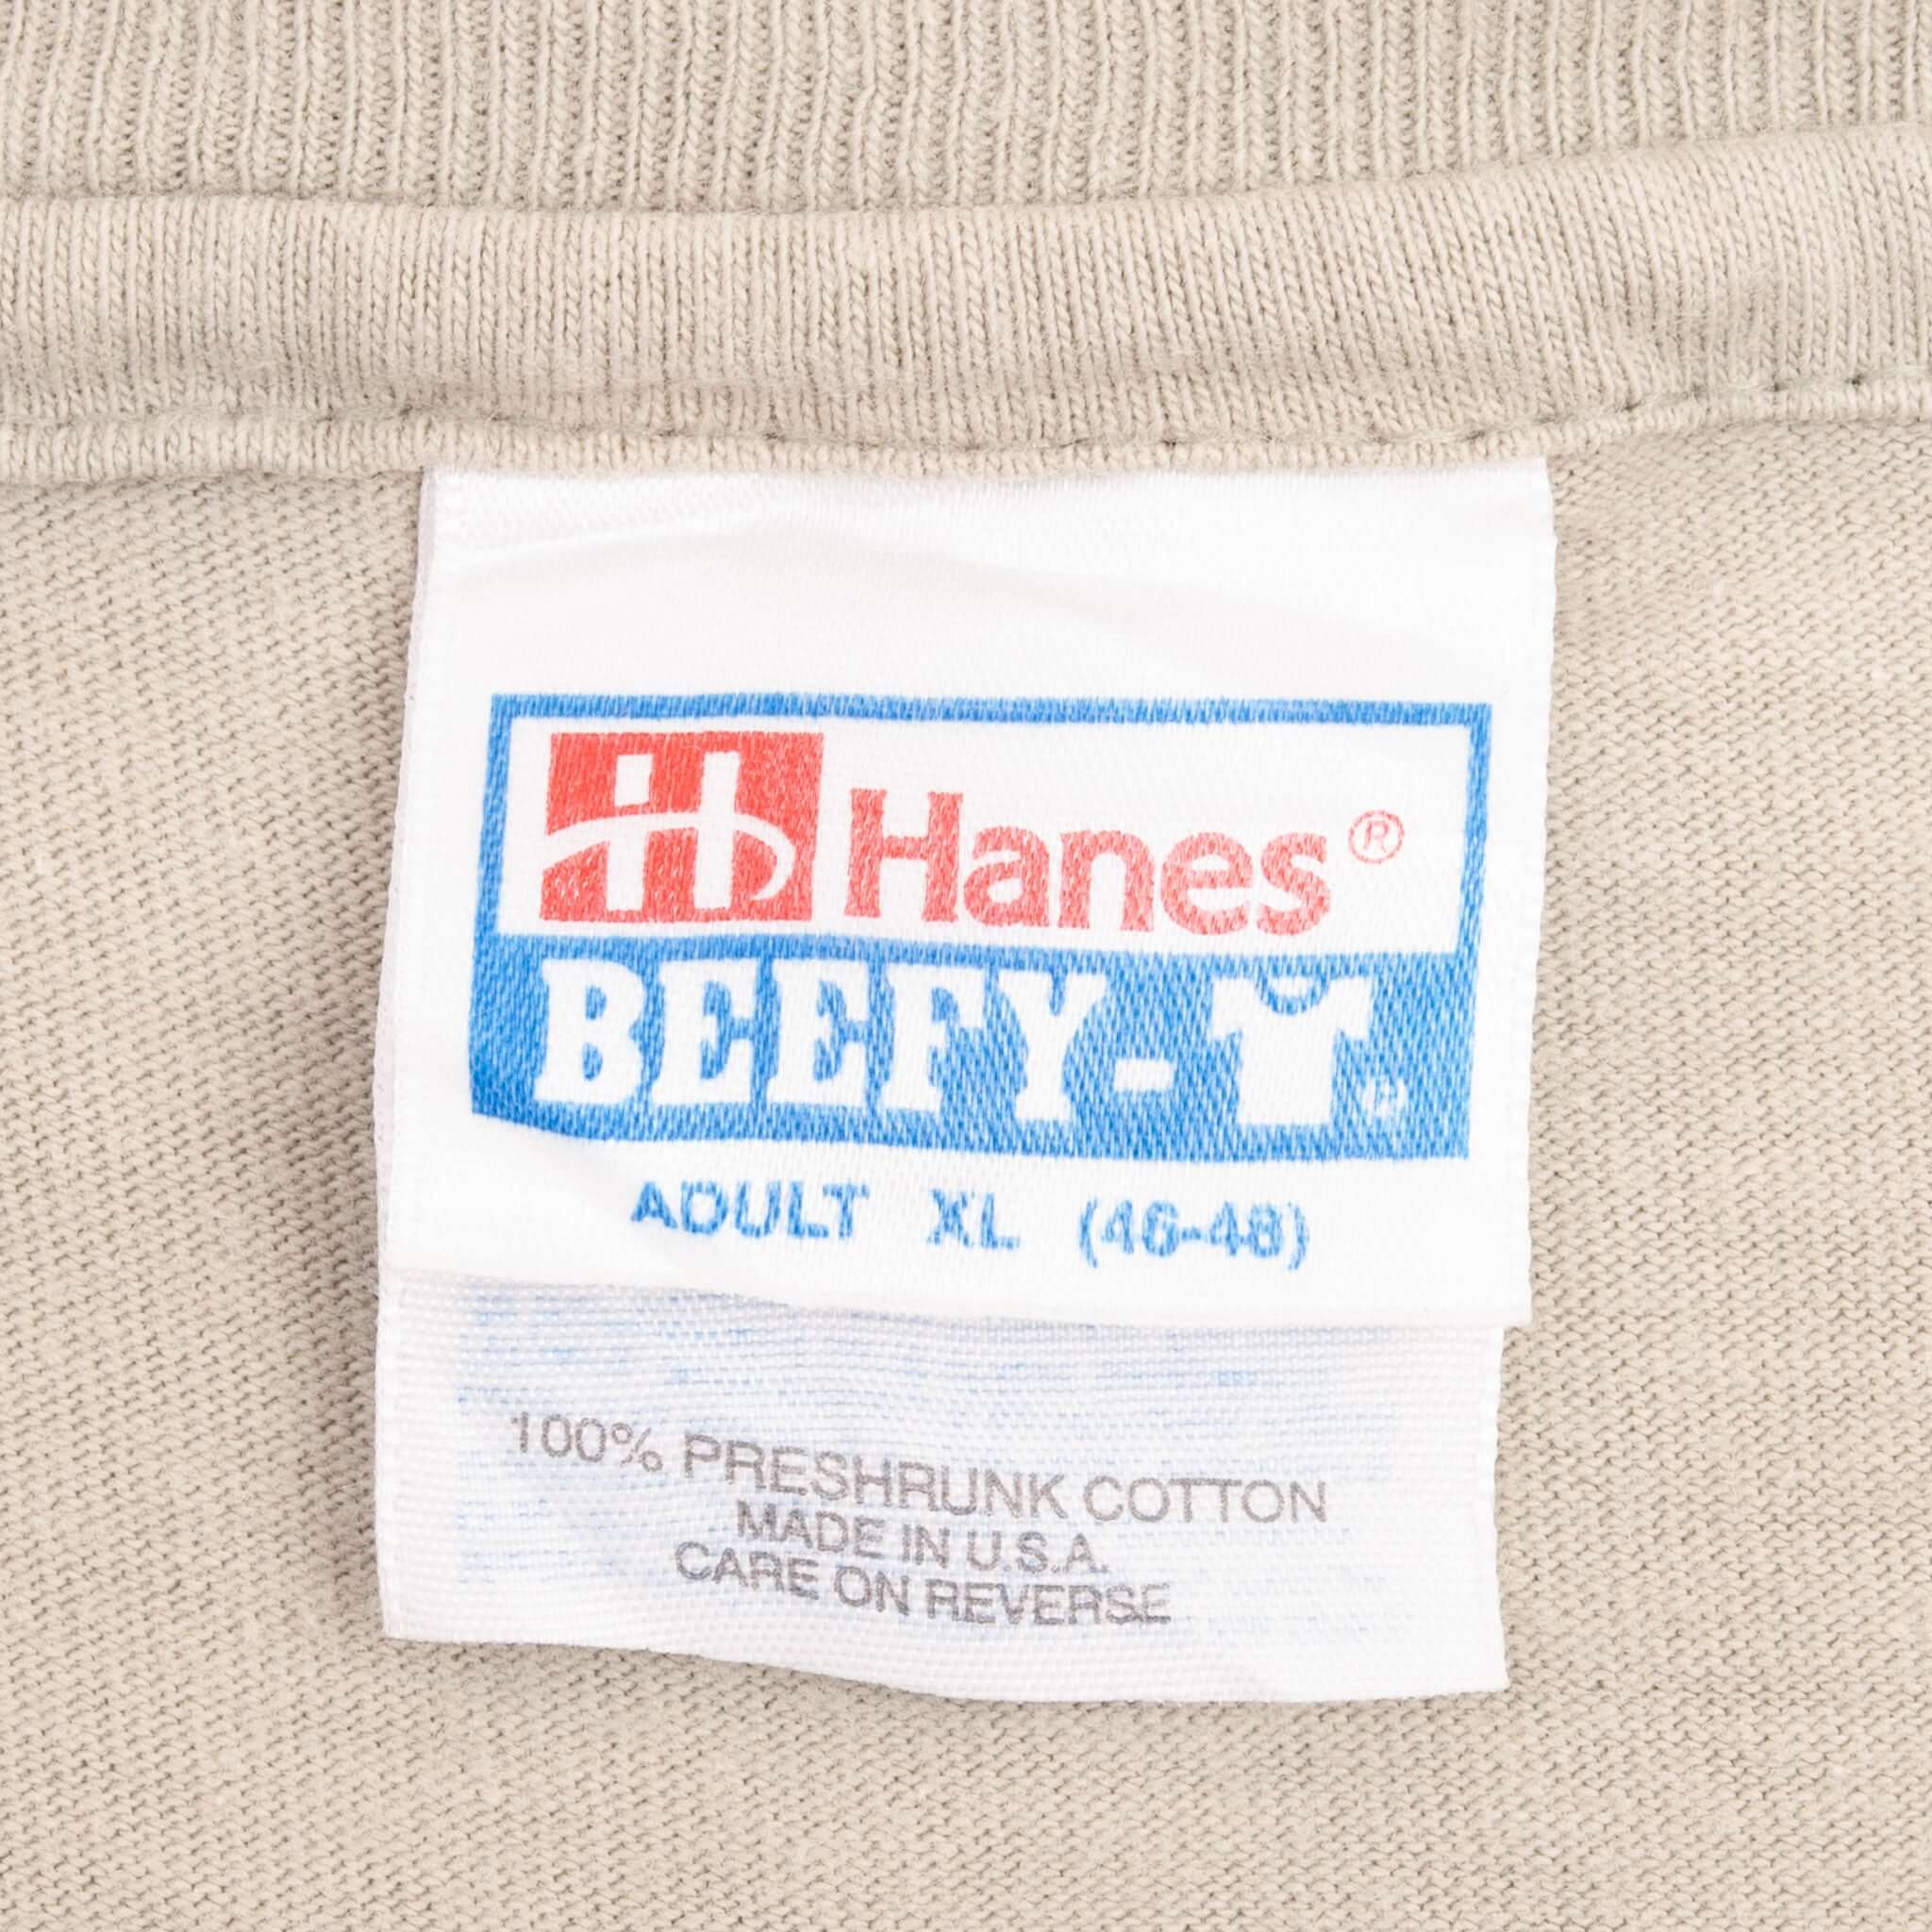 H Hanes®
BEEFY-T®
ADULT XL (46-48)
100% PRESHRUNK COTTON
MADE IN U.S.A.
CARE ON REVERSE